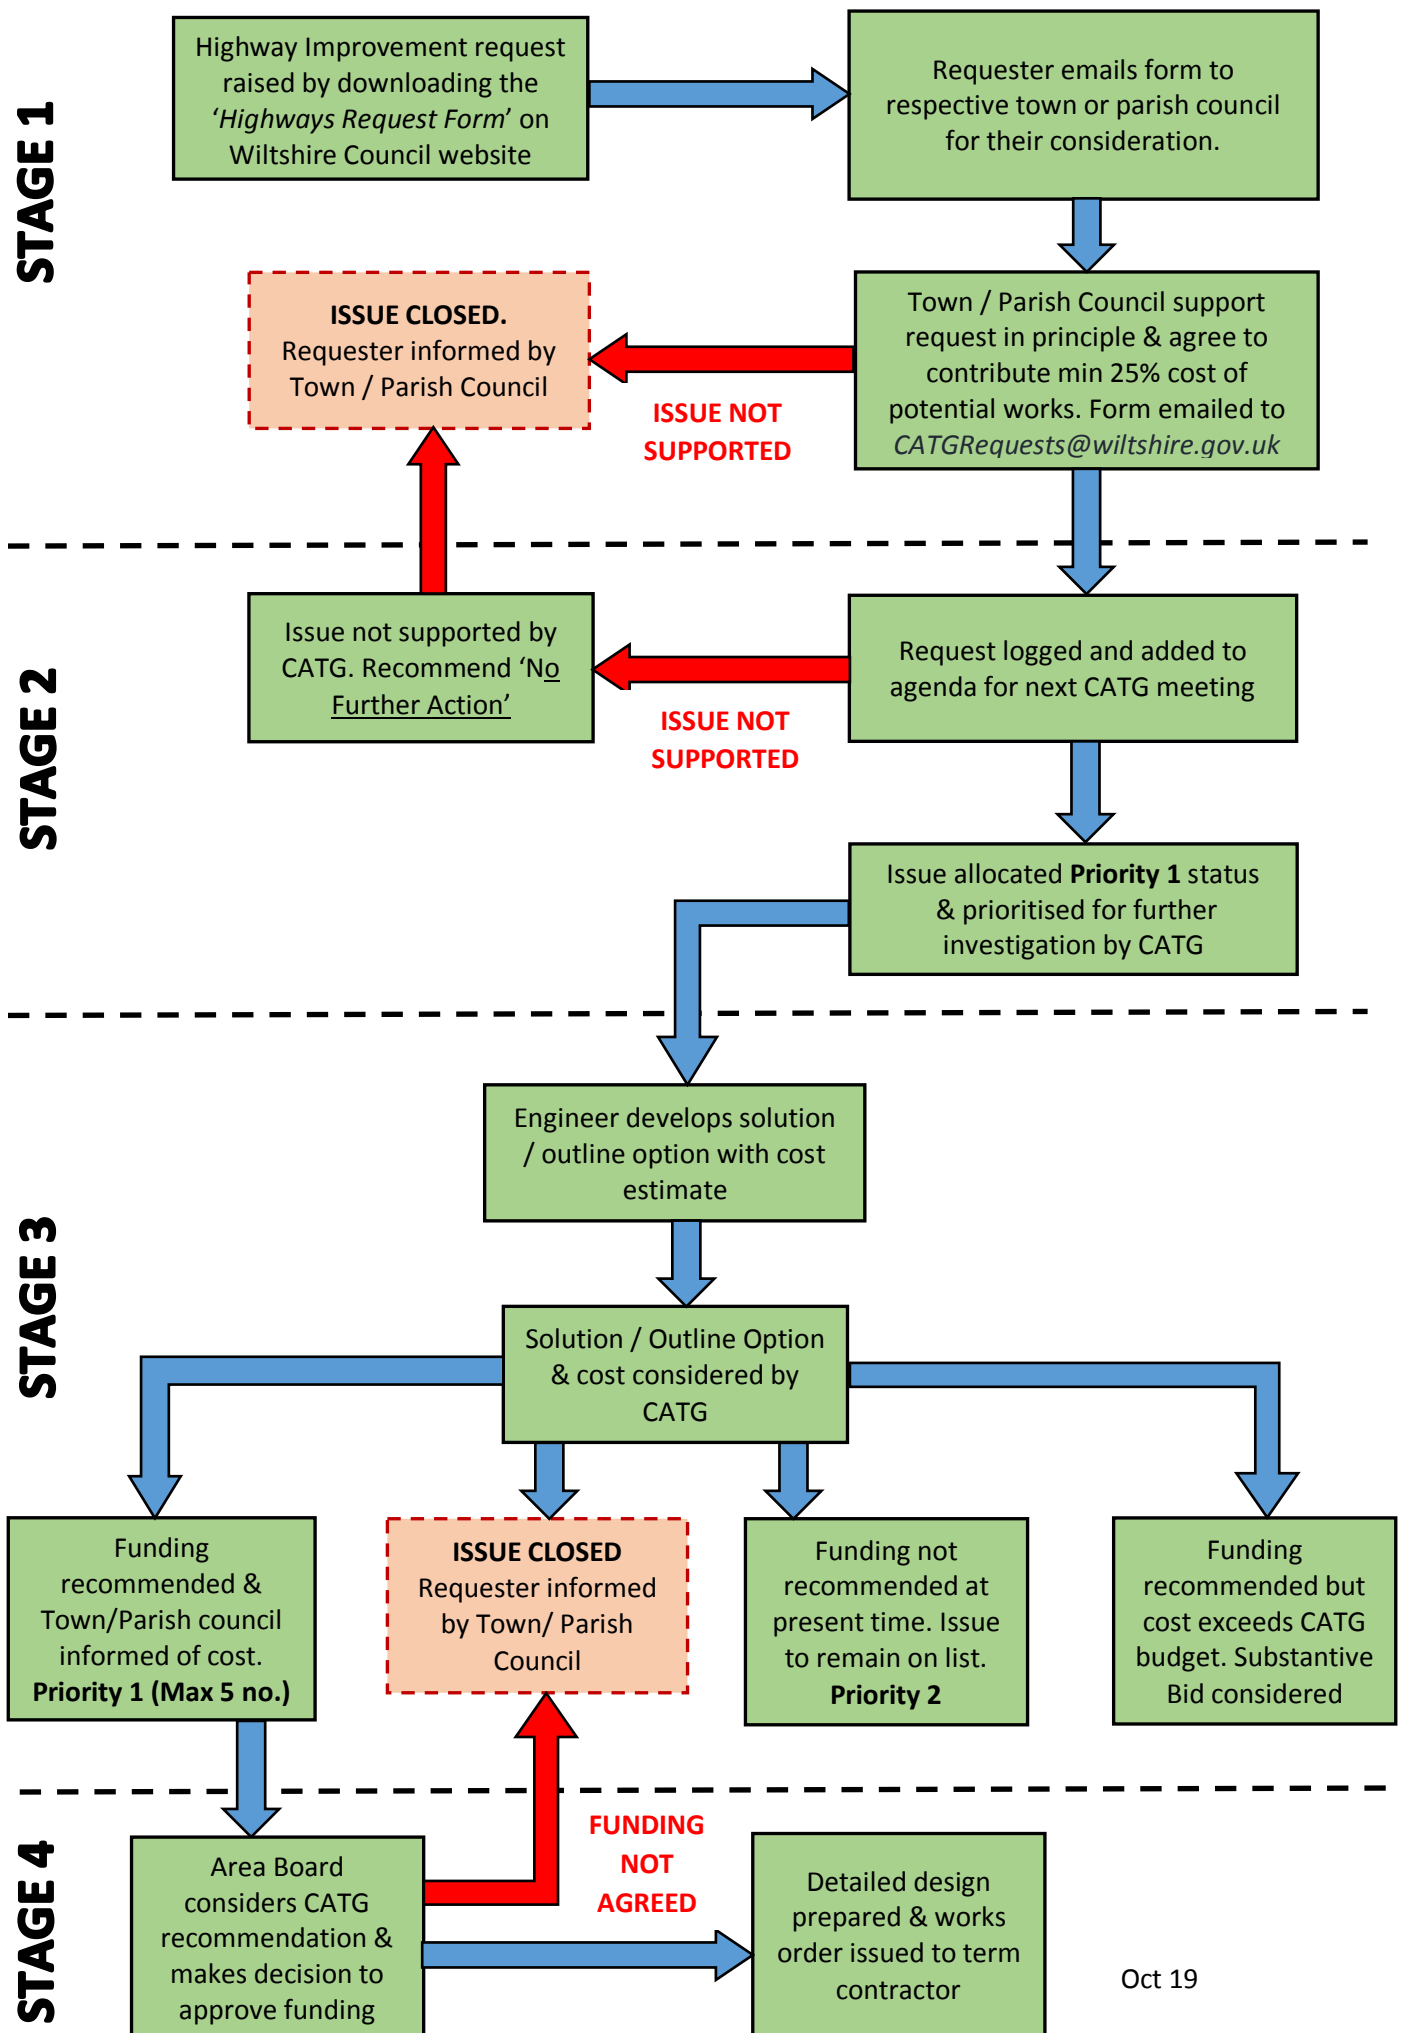 STAGE 1
Highway Improvement request
raised by downloading the
‘Highways Request Form’ on
Wiltshire Council website
Requester emails form to
respective town or parish council
for their consideration.
ISSUE CLOSED.
Requester informed by
Town / Parish Council
ISSUE NOT
SUPPORTED
Town / Parish Council support
request in principle & agree to
contribute min 25% cost of
potential works. Form emailed to
CATGRequests@wiltshire.gov.uk
STAGE 2
Issue not supported by
CATG. Recommend ‘No
Further Action’
ISSUE NOT
SUPPORTED
Request logged and added to
agenda for next CATG meeting
Issue allocated Priority 1 status
& prioritised for further
investigation by CATG
STAGE 3
Engineer develops solution
/ outline option with cost
estimate
Solution / Outline Option
& cost considered by
CATG
Funding
recommended &
Town/Parish council
informed of cost.
Priority 1 (Max 5 no.)
ISSUE CLOSED
Requester informed
by Town/ Parish
Council
Funding not
recommended at
present time. Issue
to remain on list.
Priority 2
Funding
recommended but
cost exceeds CATG
budget. Substantive
Bid considered
STAGE 4
Area Board
considers CATG
recommendation &
makes decision to
approve funding
FUNDING
NOT
AGREED
Detailed design
prepared & works
order issued to term
contractor
Oct 19